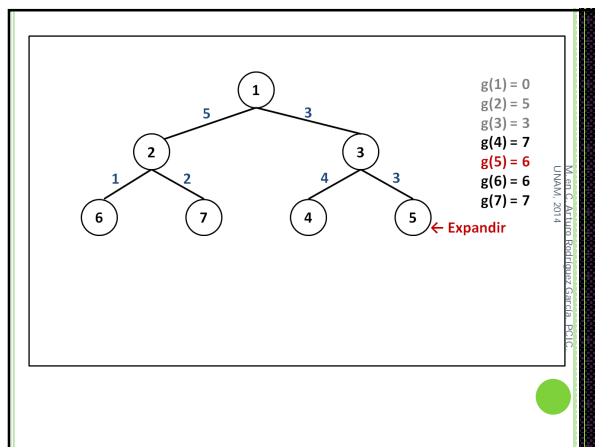 1
5
3
2
3
1
2
4
3
6
7
4
5
← Expandir
g(1) = 0
g(2) = 5
g(3) = 3
g(4) = 7
g(5) = 6
g(6) = 6
g(7) = 7
M. en C. Arturo Rodríguez García, PCIC,
UNAM, 2014